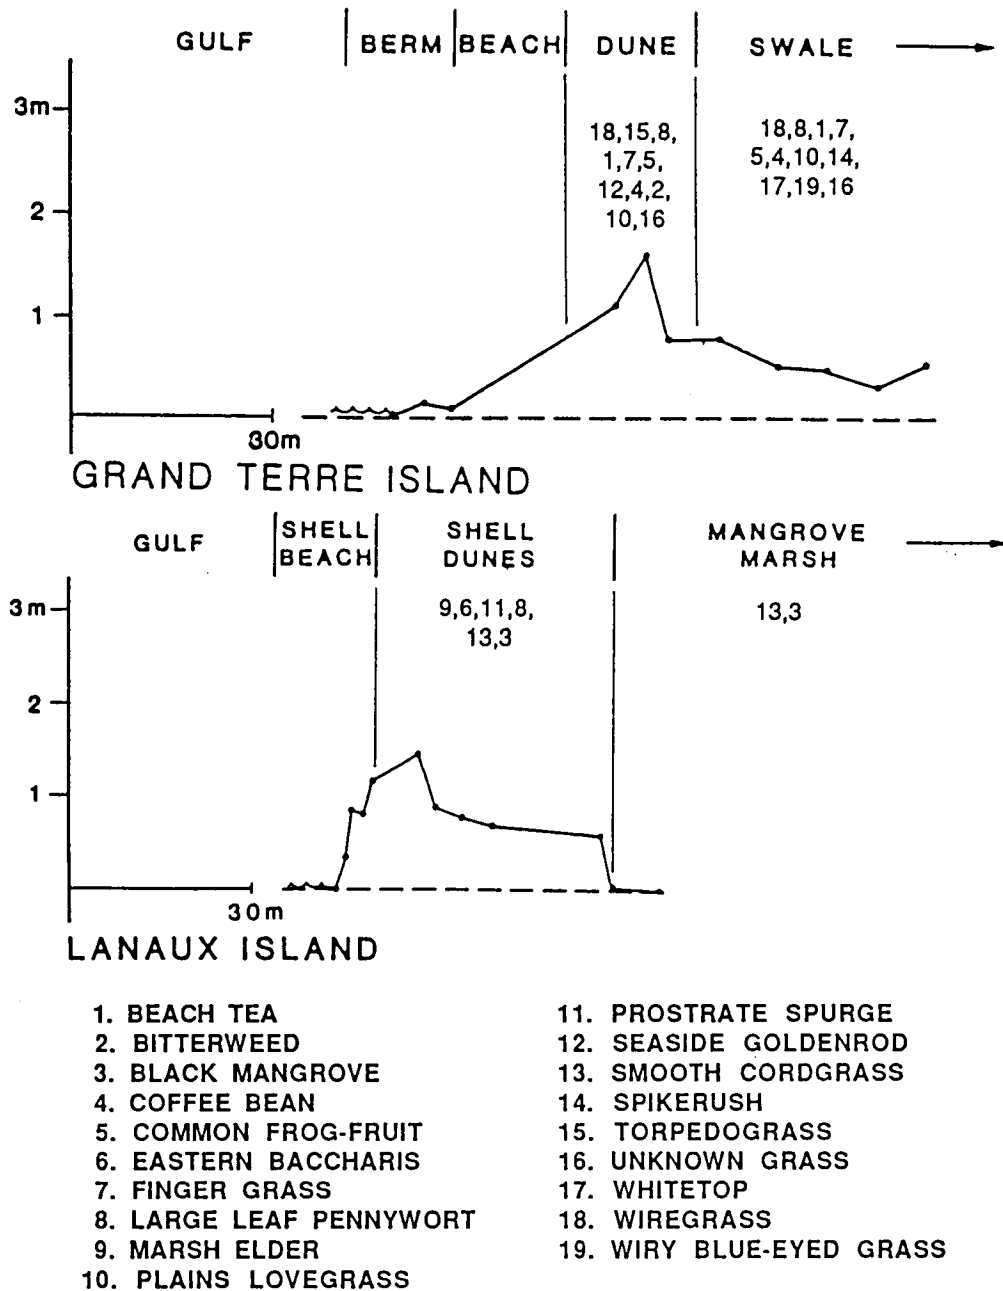 GULF BERM BEACH DUNE SWALE
3m
2
1
18,15,8,
1,7,5,
12,4,2,
10,16
18,8,1,7,
5,4,10,14,
17,19,16
30m
GRAND TERRE ISLAND
GULF
SHELL
BEACH
SHELL
DUNES
MANGROVE
MARSH
3m
2
1
9,6,11,8,
13,3
13,3
30m
LANAUX ISLAND
1. BEACH TEA
2. BITTERWEED
3. BLACK MANGROVE
4. COFFEE BEAN
5. COMMON FROG-FRUIT
6. EASTERN BACCHARIS
7. FINGER GRASS
8. LARGE LEAF PENNYWORT
9. MARSH ELDER
10. PLAINS LOVEGRASS
11. PROSTRATE SPURGE
12. SEASIDE GOLDENROD
13. SMOOTH CORDGRASS
14. SPIKERUSH
15. TORPEDOGRASS
16. UNKNOWN GRASS
17. WHITETOP
18. WIREGRASS
19. WIRY BLUE-EYED GRASS